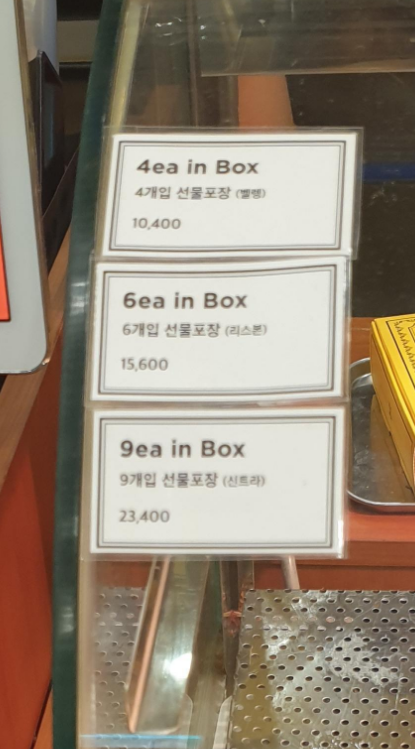 4ea in Box
4개입 선물포장 (벨렝)
10,400
6ea in Box
6개입 선물포장 (리스본)
15,600
9ea in Box
9개입 선물포장 (신트라)
23,400